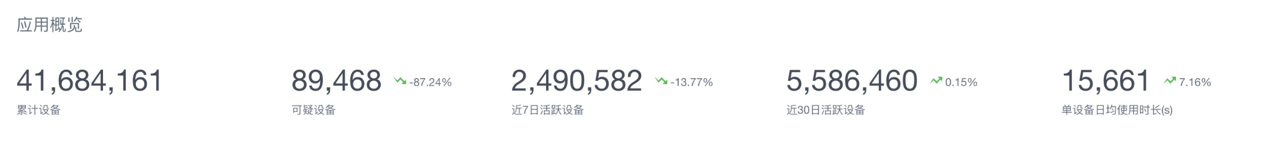 应用概览
41,684,161 89,468 -87.24% 2,490,582 -13.77% 5,586,460 0.15% 15,661 7.16%
累计设备 可疑设备 近7日活跃设备 近30日活跃设备 单设备日均使用时长(s)